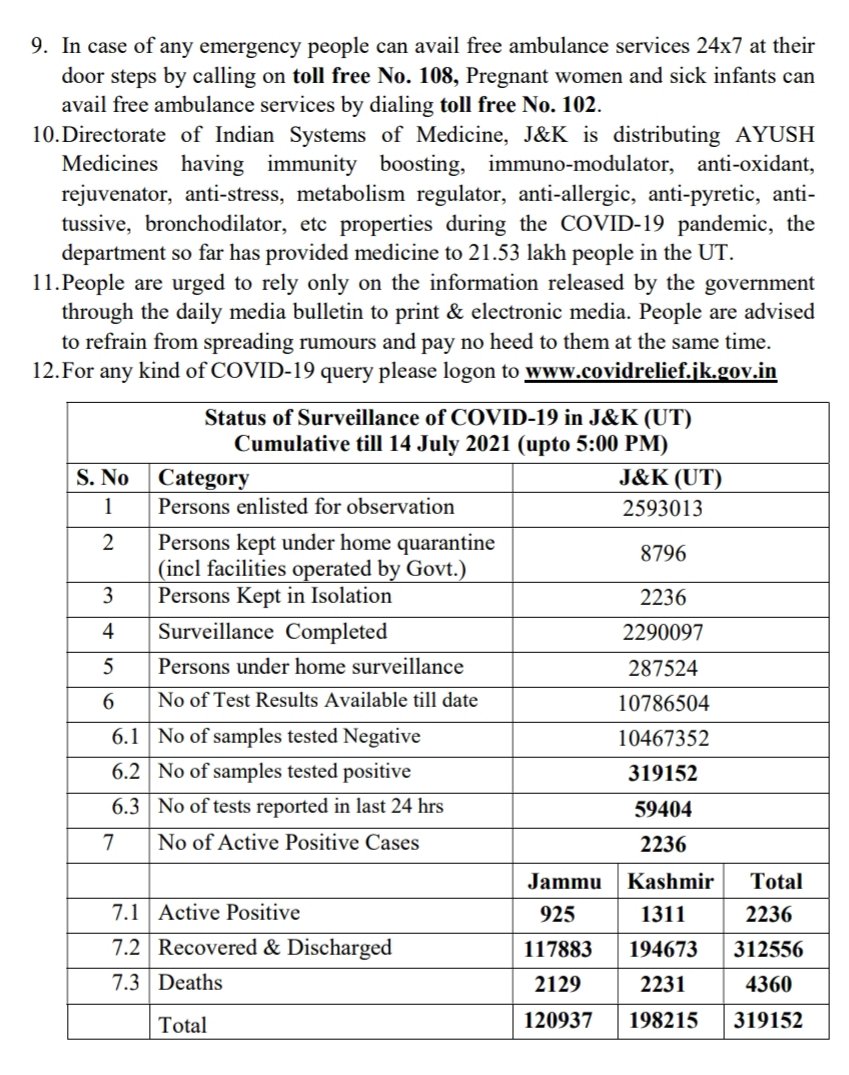 9. In case of any emergency people can avail free ambulance services 24x7 at their
door steps by calling on toll free No. 108, Pregnant women and sick infants can
avail free ambulance services by dialing toll free No. 102.
10. Directorate of Indian Systems of Medicine, J&K is distributing AYUSH
Medicines having immunity boosting, immuno-modulator, anti-oxidant,
rejuvenator, anti-stress, metabolism regulator, anti-allergic, anti-pyretic, anti-
tussive, bronchodilator, etc properties during the COVID-19 pandemic, the
department so far has provided medicine to 21.53 lakh people in the UT.
11. People are urged to rely only on the information released by the government
through the daily media bulletin to print & electronic media. People are advised
to refrain from spreading rumours and pay no heed to them at the same time.
12. For any kind of COVID-19 query please logon to www.covidrelief.jk.gov.in
Status of Surveillance of COVID-19 in J&K (UT)
Cumulative till 14 July 2021 (upto 5:00 PM)
S. No Category J&K (UT)
1 Persons enlisted for observation 2593013
2 Persons kept under home quarantine
(incl facilities operated by Govt.) 8796
3 Persons Kept in Isolation 2236
4 Surveillance Completed 2290097
5 Persons under home surveillance 287524
6 No of Test Results Available till date 10786504
6.1 No of samples tested Negative 10467352
6.2 No of samples tested positive 319152
6.3 No of tests reported in last 24 hrs 59404
7 No of Active Positive Cases 2236
Jammu Kashmir Total
7.1 Active Positive 925 1311 2236
7.2 Recovered & Discharged 117883 194673 312556
7.3 Deaths 2129 2231 4360
Total 120937 198215 319152